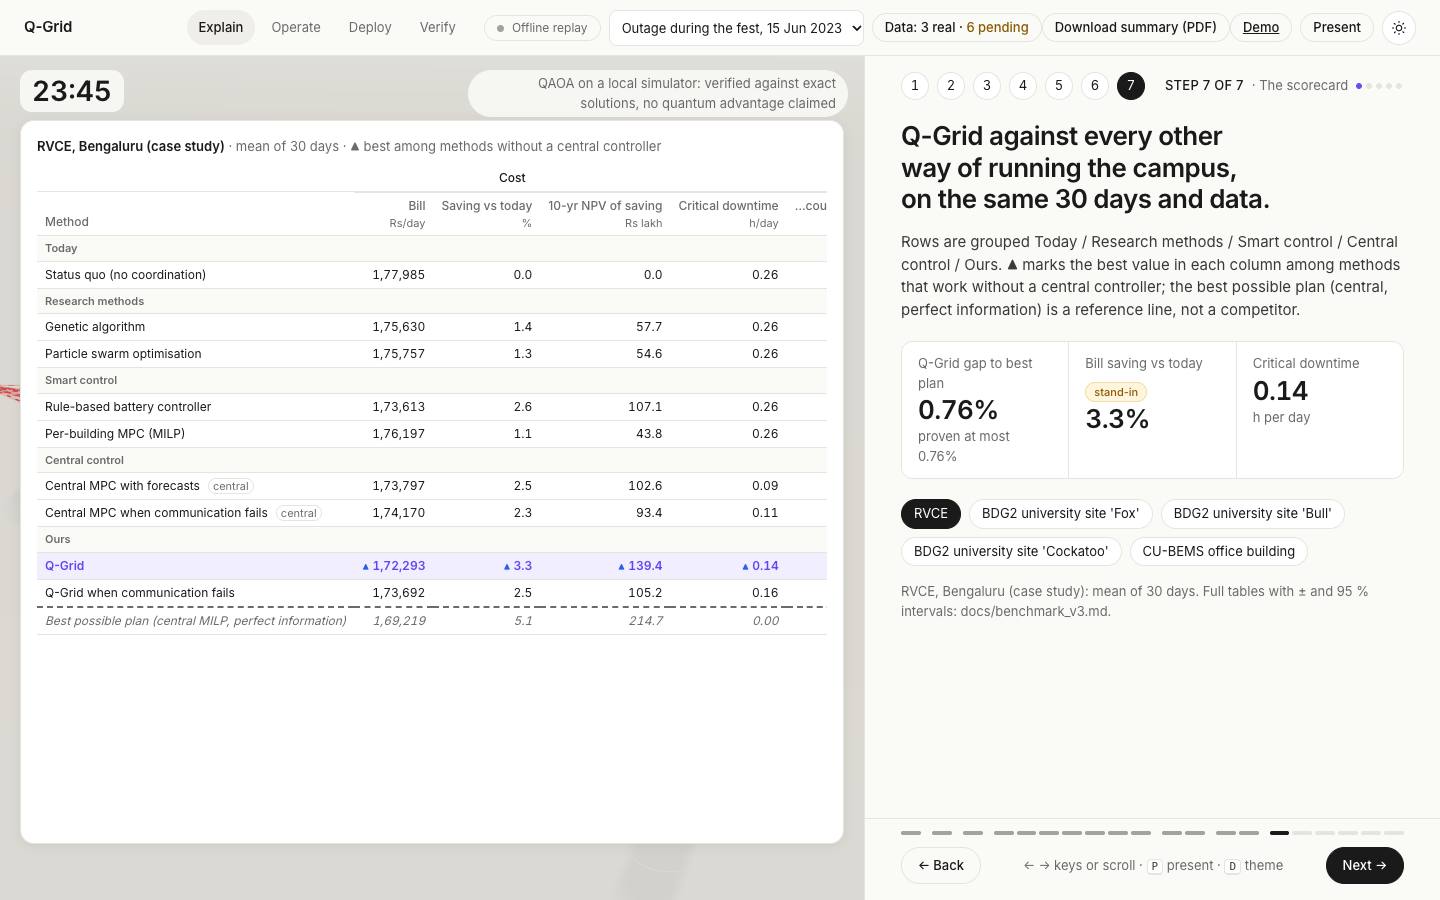 Q-Grid
Explain Operate Deploy Verify
Offline replay
Outage during the fest, 15 Jun 2023
Data: 3 real · 6 pending
Download summary (PDF)
Demo
Present
23:45
QAOA on a local simulator: verified against exact
solutions, no quantum advantage claimed
RVCE, Bengaluru (case study) · mean of 30 days · ▲ best among methods without a central controller
Cost
Bill Saving vs today 10-yr NPV of saving Critical downtime ...cou
Method Rs/day % Rs lakh h/day
Today
Status quo (no coordination) 1,77,985 0.0 0.0 0.26
Research methods
Genetic algorithm 1,75,630 1.4 57.7 0.26
Particle swarm optimisation 1,75,757 1.3 54.6 0.26
Smart control
Rule-based battery controller 1,73,613 2.6 107.1 0.26
Per-building MPC (MILP) 1,76,197 1.1 43.8 0.26
Central control
Central MPC with forecasts central 1,73,797 2.5 102.6 0.09
Central MPC when communication fails central 1,74,170 2.3 93.4 0.11
Ours
Q-Grid ▲ 1,72,293 ▲ 3.3 ▲ 139.4 ▲ 0.14
Q-Grid when communication fails 1,73,692 2.5 105.2 0.16
Best possible plan (central MILP, perfect information) 1,69,219 5.1 214.7 0.00
1 2 3 4 5 6 7 STEP 7 OF 7 · The scorecard
Q-Grid against every other
way of running the campus,
on the same 30 days and data.
Rows are grouped Today / Research methods / Smart control / Central
control / Ours. ▲ marks the best value in each column among methods
that work without a central controller; the best possible plan (central,
perfect information) is a reference line, not a competitor.
Q-Grid gap to best
plan
0.76%
proven at most
0.76%
Bill saving vs today
stand-in
3.3%
Critical downtime
0.14
h per day
RVCE BDG2 university site 'Fox' BDG2 university site 'Bull'
BDG2 university site 'Cockatoo' CU-BEMS office building
RVCE, Bengaluru (case study): mean of 30 days. Full tables with ± and 95 %
intervals: docs/benchmark_v3.md.
← Back
← → keys or scroll · P present · D theme
Next →